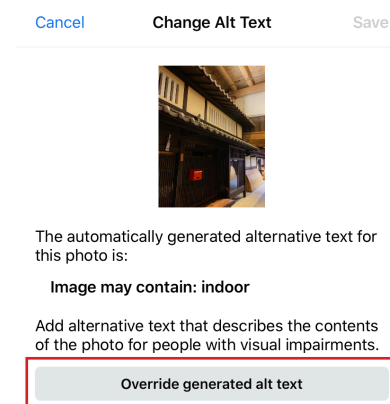 Cancel Change Alt Text Save
The automatically generated alternative text for
this photo is:
Image may contain: indoor
Add alternative text that describes the contents
of the photo for people with visual impairments.
Override generated alt text